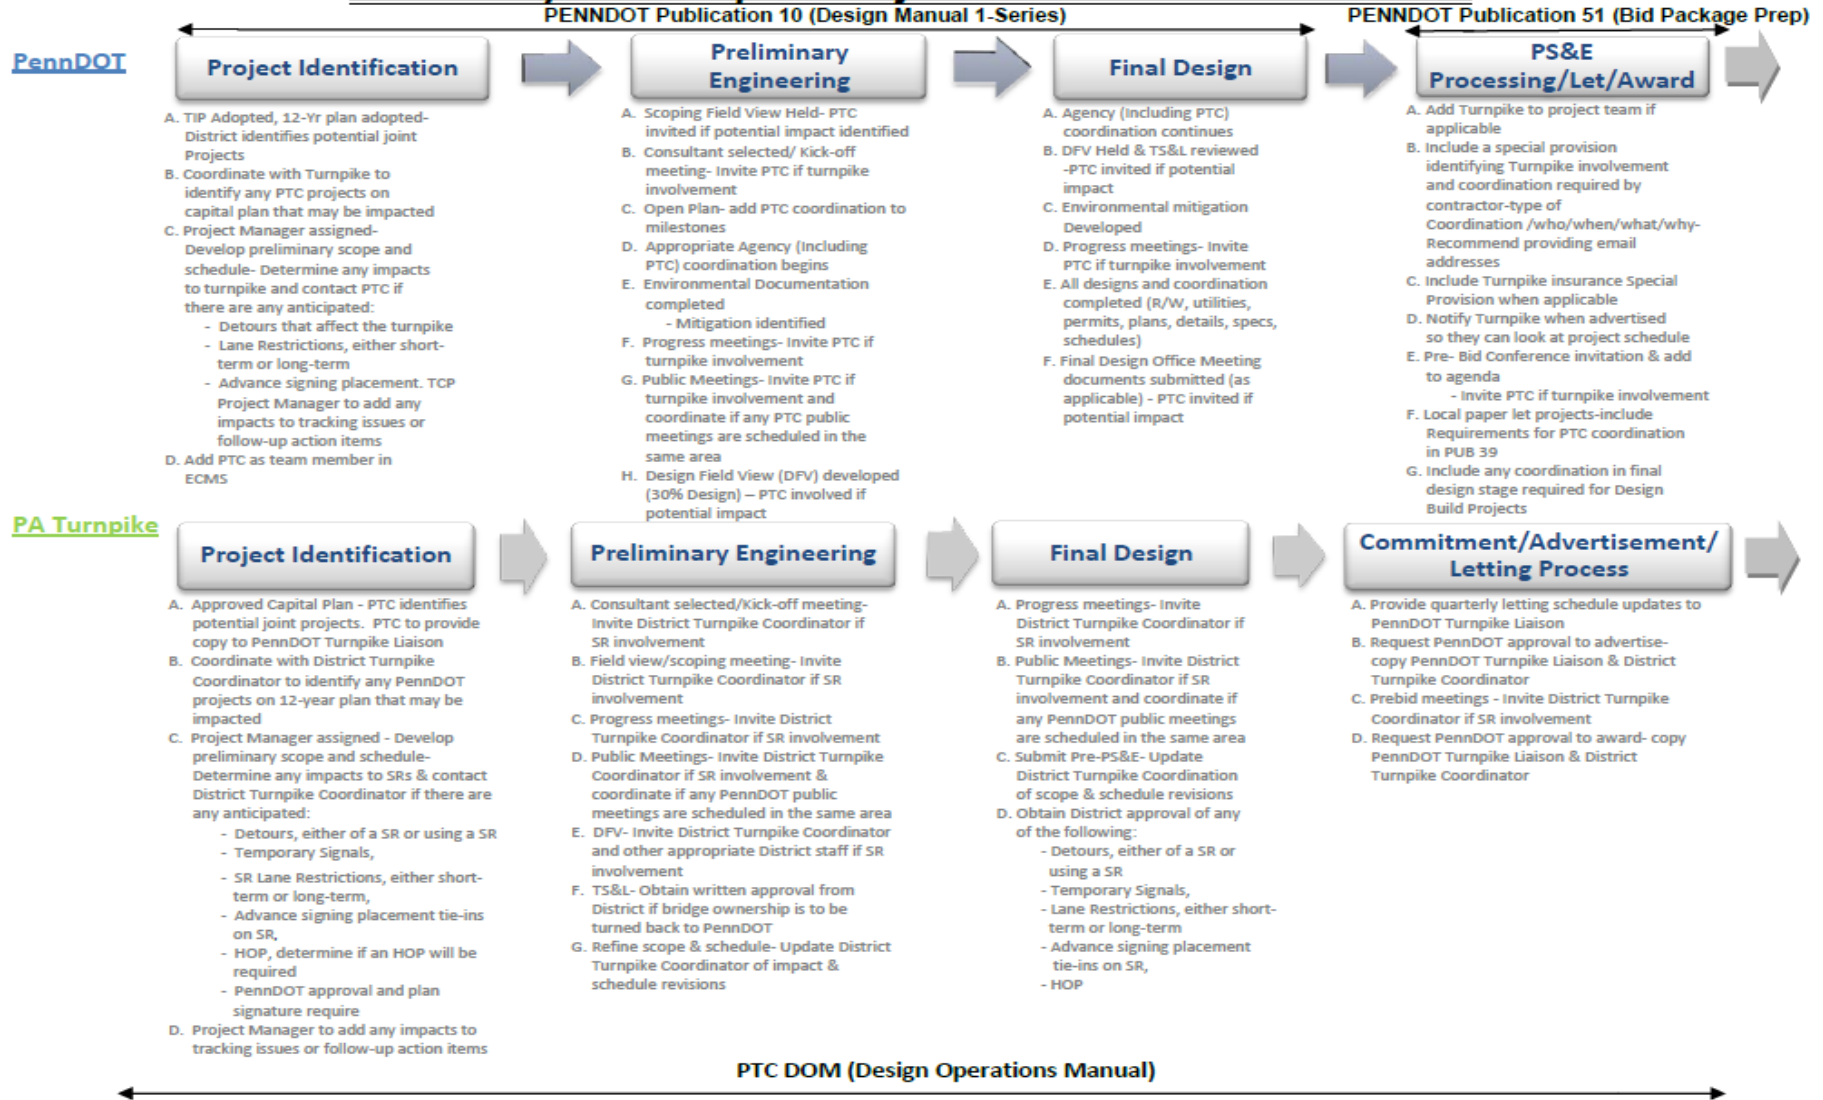 PENNDOT Publication 10 (Design Manual 1-Series)
PENNDOT Publication 51 (Bid Package Prep)
PennDOT
Project Identification
A. TIP Adopted, 12-Yr plan adopted-
District identifies potential joint
Projects
B. Coordinate with Turnpike to
identify any PTC projects on
capital plan that may be impacted
C. Project Manager assigned-
Develop preliminary scope and
schedule- Determine any impacts
to turnpike and contact PTC if
there are any anticipated:
- Detours that affect the turnpike
- Lane Restrictions, either short-
term or long-term
- Advance signing placement. TCP
Project Manager to add any
impacts to tracking issues or
follow-up action items
D. Add PTC as team member in
ECMS
Preliminary
Engineering
A. Scoping Field View Held- PTC
invited if potential impact identified
B. Consultant selected/ Kick-off
meeting- Invite PTC if turnpike
involvement
C. Open Plan- add PTC coordination to
milestones
D. Appropriate Agency (Including
PTC) coordination begins
E. Environmental Documentation
completed
- Mitigation identified
F. Progress meetings- Invite PTC if
turnpike involvement
G. Public Meetings- Invite PTC if
turnpike involvement and
coordinate if any PTC public
meetings are scheduled in the
same area
H. Design Field View (DFV) developed
(30% Design) – PTC involved if
potential impact
Final Design
A. Agency (Including PTC)
coordination continues
B. DFV Held & TS&L reviewed
-PTC invited if potential
impact
C. Environmental mitigation
Developed
D. Progress meetings- Invite
PTC if turnpike involvement
E. All designs and coordination
completed (R/W, utilities,
permits, plans, details, specs,
schedules)
F. Final Design Office Meeting
documents submitted (as
applicable) - PTC invited if
potential impact
PS&E
Processing/Let/Award
A. Add Turnpike to project team if
applicable
B. Include a special provision
identifying Turnpike involvement
and coordination required by
contractor-type of
Coordination /who/when/what/why-
Recommend providing email
addresses
C. Include Turnpike insurance Special
Provision when applicable
D. Notify Turnpike when advertised
so they can look at project schedule
E. Pre- Bid Conference invitation & add
to agenda
- Invite PTC if turnpike involvement
F. Local paper let projects-include
Requirements for PTC coordination
in PUB 39
G. Include any coordination in final
design stage required for Design
Build Projects
PA Turnpike
Project Identification
A. Approved Capital Plan - PTC identifies
potential joint projects. PTC to provide
copy to PennDOT Turnpike Liaison
B. Coordinate with District Turnpike
Coordinator to identify any PennDOT
projects on 12-year plan that may be
impacted
C. Project Manager assigned - Develop
preliminary scope and schedule-
Determine any impacts to SRs & contact
District Turnpike Coordinator if there are
any anticipated:
- Detours, either of a SR or using a SR
- Temporary Signals,
- SR Lane Restrictions, either short-
term or long-term,
- Advance signing placement tie-ins
on SR,
- HOP, determine if an HOP will be
required
- PennDOT approval and plan
signature require
D. Project Manager to add any impacts to
tracking issues or follow-up action items
Preliminary Engineering
A. Consultant selected/Kick-off meeting-
Invite District Turnpike Coordinator if
SR involvement
B. Field view/scoping meeting- Invite
District Turnpike Coordinator if SR
involvement
C. Progress meetings- Invite District
Turnpike Coordinator if SR involvement
D. Public Meetings- Invite District Turnpike
Coordinator if SR involvement &
coordinate if any PennDOT public
meetings are scheduled in the same area
E. DFV- Invite District Turnpike Coordinator
and other appropriate District staff if SR
involvement
F. TS&L- Obtain written approval from
District if bridge ownership is to be
turned back to PennDOT
G. Refine scope & schedule- Update District
Turnpike Coordinator of impact &
schedule revisions
Final Design
A. Progress meetings- Invite
District Turnpike Coordinator if
SR involvement
B. Public Meetings- Invite District
Turnpike Coordinator if SR
involvement and coordinate if
any PennDOT public meetings
are scheduled in the same area
C. Submit Pre-PS&E- Update
District Turnpike Coordination
of scope & schedule revisions
D. Obtain District approval of any
of the following:
- Detours, either of a SR or
using a SR
- Temporary Signals,
- Lane Restrictions, either short-
term or long-term
- Advance signing placement
tie-ins on SR,
- HOP
Commitment/Advertisement/
Letting Process
A. Provide quarterly letting schedule updates to
PennDOT Turnpike Liaison
B. Request PennDOT approval to advertise-
copy PennDOT Turnpike Liaison & District
Turnpike Coordinator
C. Prebid meetings - Invite District Turnpike
Coordinator if SR involvement
D. Request PennDOT approval to award- copy
PennDOT Turnpike Liaison & District
Turnpike Coordinator
PTC DOM (Design Operations Manual)